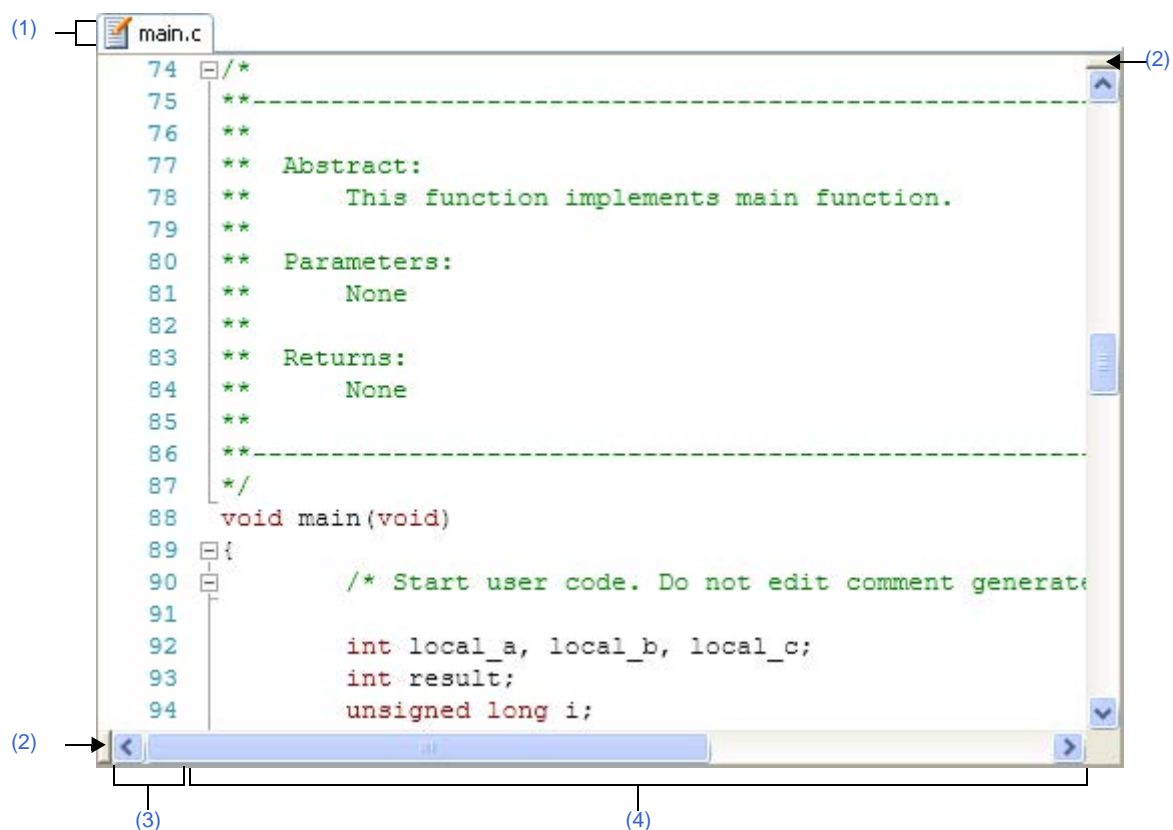 (1)
main.c
(2)
74 /*
75 **------------------------------------------------------
76 **
77 **  Abstract:
78 **      This function implements main function.
79 **
80 **  Parameters:
81 **      None
82 **
83 **  Returns:
84 **      None
85 **
86 **------------------------------------------------------
87 */
88 void main(void)
89 {
90         /* Start user code. Do not edit comment generate
91
92         int local_a, local_b, local_c;
93         int result;
94         unsigned long i;
(2)
(3) (4)